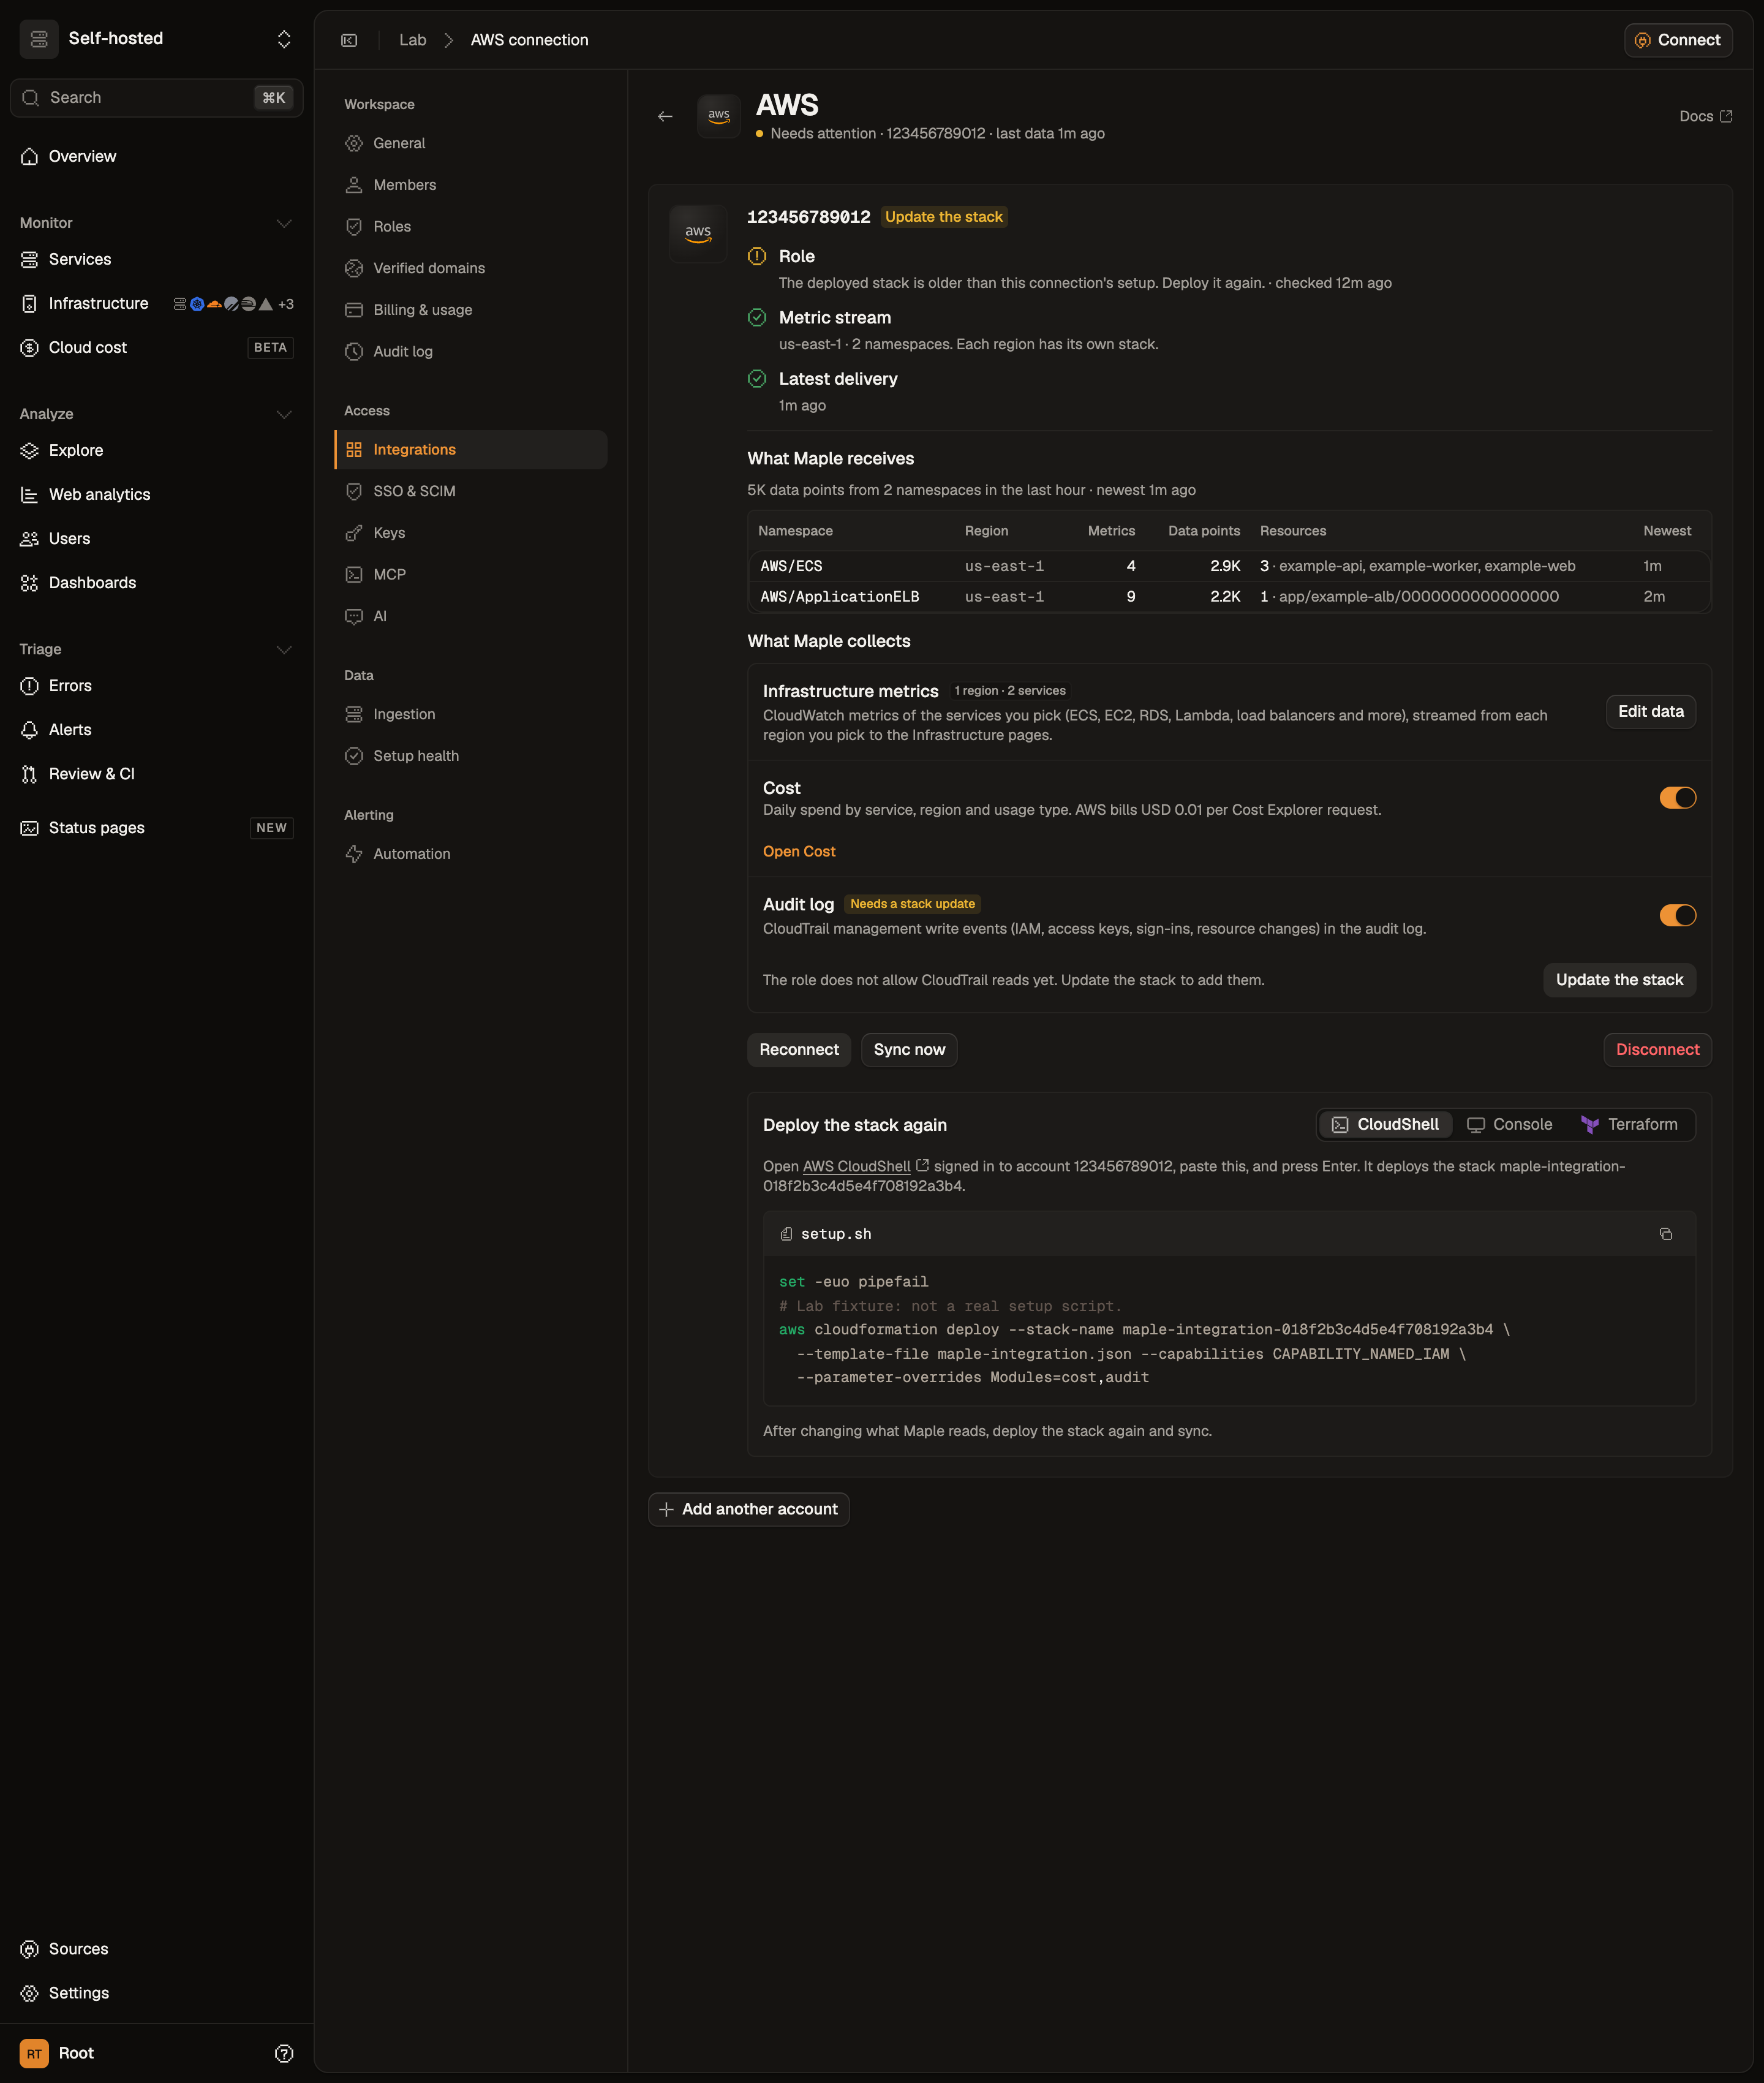 Self-hosted
Search ⌘K
Overview
Monitor
Services
Infrastructure +3
Cloud cost BETA
Analyze
Explore
Web analytics
Users
Dashboards
Triage
Errors
Alerts
Review & CI
Status pages NEW
Sources
Settings
RT Root
Lab AWS connection
Connect
Workspace
General
Members
Roles
Verified domains
Billing & usage
Audit log
Access
Integrations
SSO & SCIM
Keys
MCP
AI
Data
Ingestion
Setup health
Alerting
Automation
aws AWS
Needs attention · 123456789012 · last data 1m ago
Docs
aws
123456789012 Update the stack
Role
The deployed stack is older than this connection's setup. Deploy it again. · checked 12m ago
Metric stream
us-east-1 · 2 namespaces. Each region has its own stack.
Latest delivery
1m ago
What Maple receives
5K data points from 2 namespaces in the last hour · newest 1m ago
Namespace Region Metrics Data points Resources Newest
AWS/ECS us-east-1 4 2.9K 3 · example-api, example-worker, example-web 1m
AWS/ApplicationELB us-east-1 9 2.2K 1 · app/example-alb/0000000000000000 2m
What Maple collects
Infrastructure metrics 1 region · 2 services
CloudWatch metrics of the services you pick (ECS, EC2, RDS, Lambda, load balancers and more), streamed from each
region you pick to the Infrastructure pages.
Edit data
Cost
Daily spend by service, region and usage type. AWS bills USD 0.01 per Cost Explorer request.
Open Cost
Audit log Needs a stack update
CloudTrail management write events (IAM, access keys, sign-ins, resource changes) in the audit log.
The role does not allow CloudTrail reads yet. Update the stack to add them.
Update the stack
Reconnect Sync now Disconnect
Deploy the stack again
CloudShell Console Terraform
Open AWS CloudShell signed in to account 123456789012, paste this, and press Enter. It deploys the stack maple-integration-
018f2b3c4d5e4f708192a3b4.
setup.sh
set -euo pipefail
# Lab fixture: not a real setup script.
aws cloudformation deploy --stack-name maple-integration-018f2b3c4d5e4f708192a3b4 \
--template-file maple-integration.json --capabilities CAPABILITY_NAMED_IAM \
--parameter-overrides Modules=cost,audit
After changing what Maple reads, deploy the stack again and sync.
Add another account